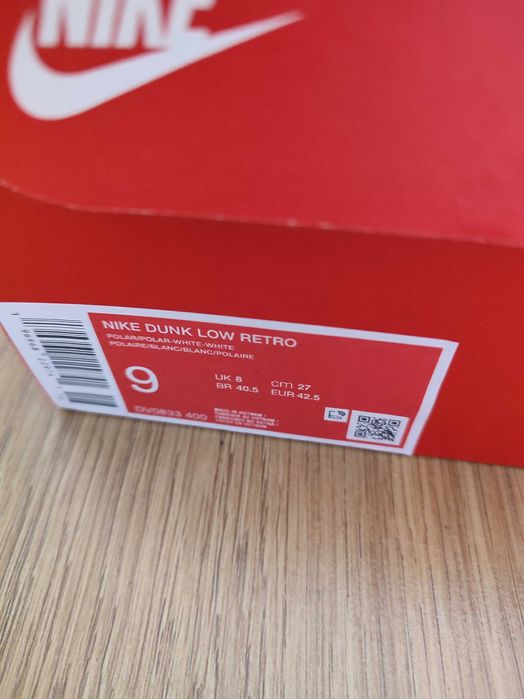 NIKE
NIKE DUNK LOW RETRO
POLAR/POLAR-WHITE-WHITE
POLAIRE/BLANC/BLANC/POLAIRE
9
UK 8 cm 27
BR 40.5 EUR 42.5
DV0833 400
MADE IN VIETNAM /